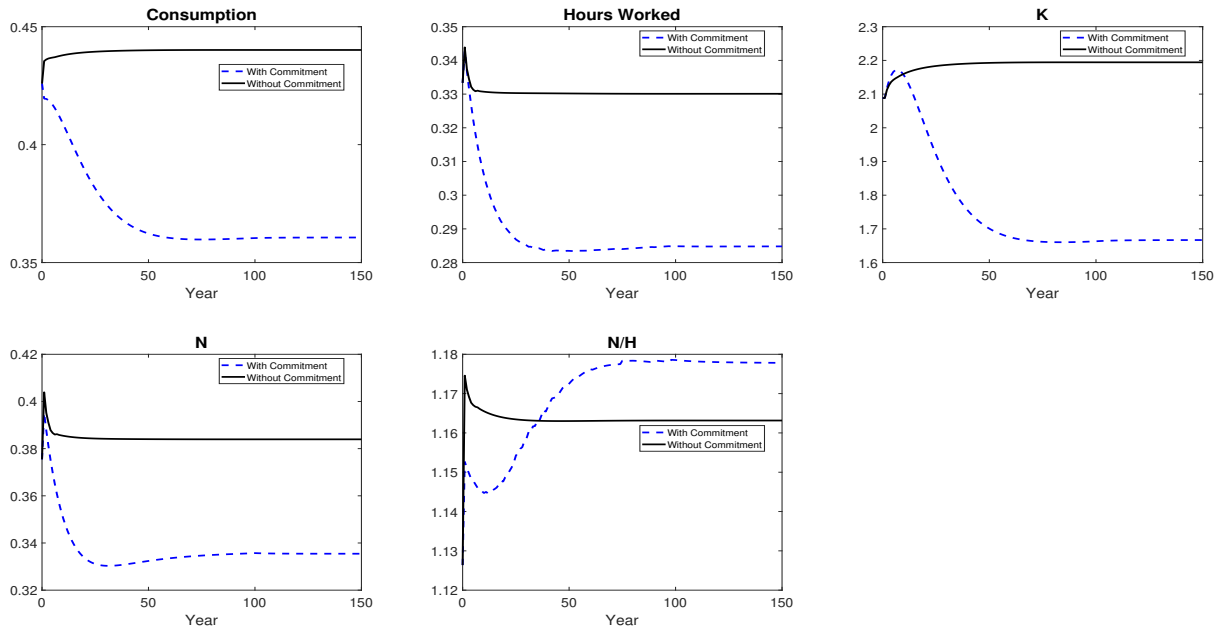 Consumption
0.45
0.4
0.35
0
50
100
150
Year
With Commitment
Without Commitment
Hours Worked
0.35
0.34
0.33
0.32
0.31
0.3
0.29
0.28
0
50
100
150
Year
With Commitment
Without Commitment
K
2.3
2.2
2.1
2
1.9
1.8
1.7
1.6
0
50
100
150
Year
With Commitment
Without Commitment
N
0.42
0.4
0.38
0.36
0.34
0.32
0
50
100
150
Year
With Commitment
Without Commitment
N/H
1.18
1.17
1.16
1.15
1.14
1.13
1.12
0
50
100
150
Year
With Commitment
Without Commitment